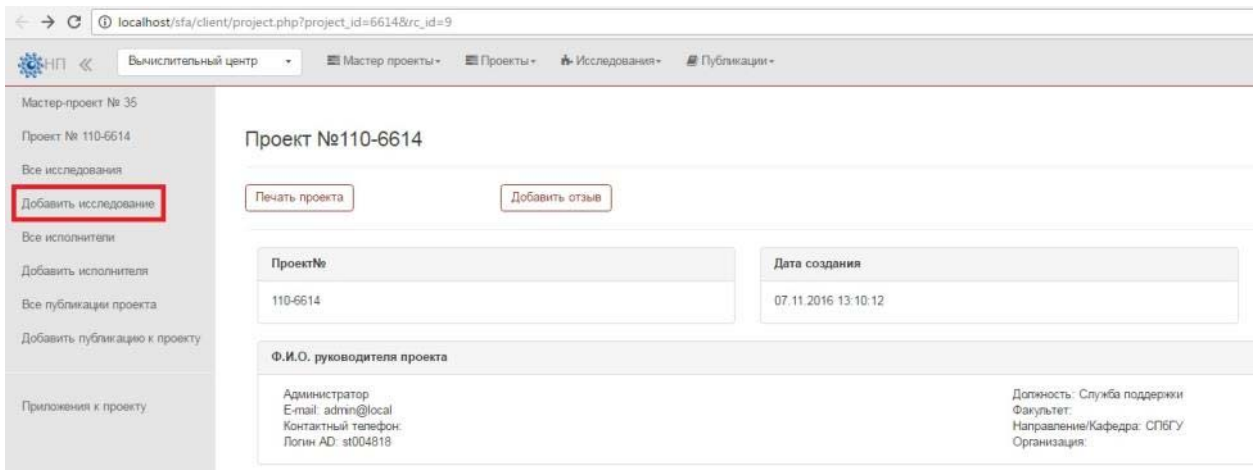 localhost/sfa/client/project.php?project_id=6614&rc_id=9
НП
Вычислительный центр
Мастер проекты
Проекты
Исследования
Публикации
Мастер-проект № 35
Проект № 110-6614
Все исследования
Добавить исследование
Все исполнители
Добавить исполнителя
Все публикации проекта
Добавить публикацию к проекту
Приложения к проекту
Проект №110-6614
Печать проекта
Добавить отзыв
Проект№
110-6614
Дата создания
07.11.2016 13:10:12
Ф.И.О. руководителя проекта
Администратор
E-mail: admin@local
Контактный телефон:
Логин AD: st004818
Должность: Служба поддержки
Факультет:
Направление/Кафедра: СПбГУ
Организация: